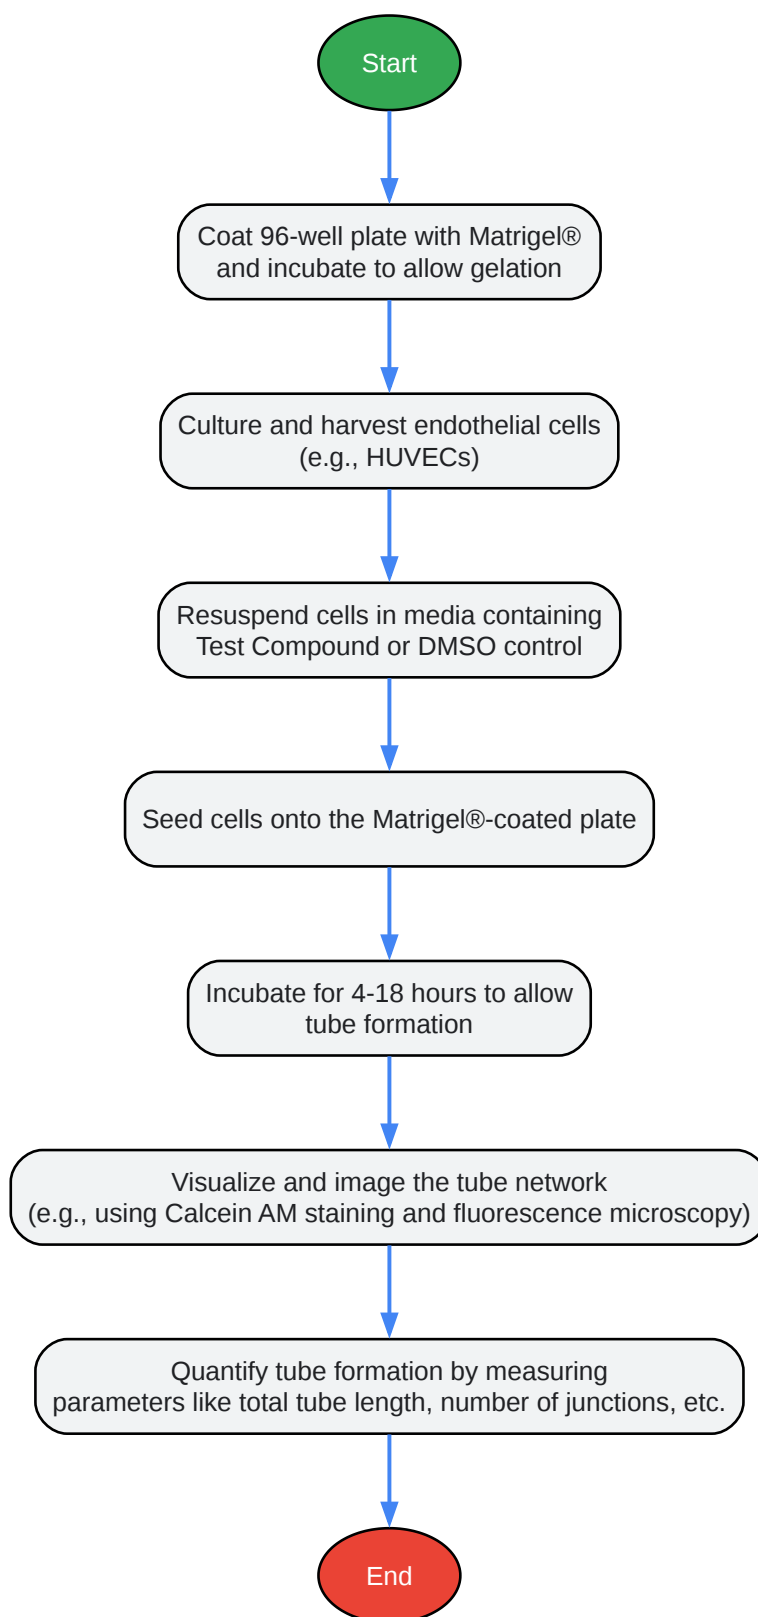 Start
Coat 96-well plate with Matrigel®
and incubate to allow gelation
Culture and harvest endothelial cells
(e.g., HUVECs)
Resuspend cells in media containing
Test Compound or DMSO control
Seed cells onto the Matrigel®-coated plate
Incubate for 4-18 hours to allow
tube formation
Visualize and image the tube network
(e.g., using Calcein AM staining and fluorescence microscopy)
Quantify tube formation by measuring
parameters like total tube length, number of junctions, etc.
End